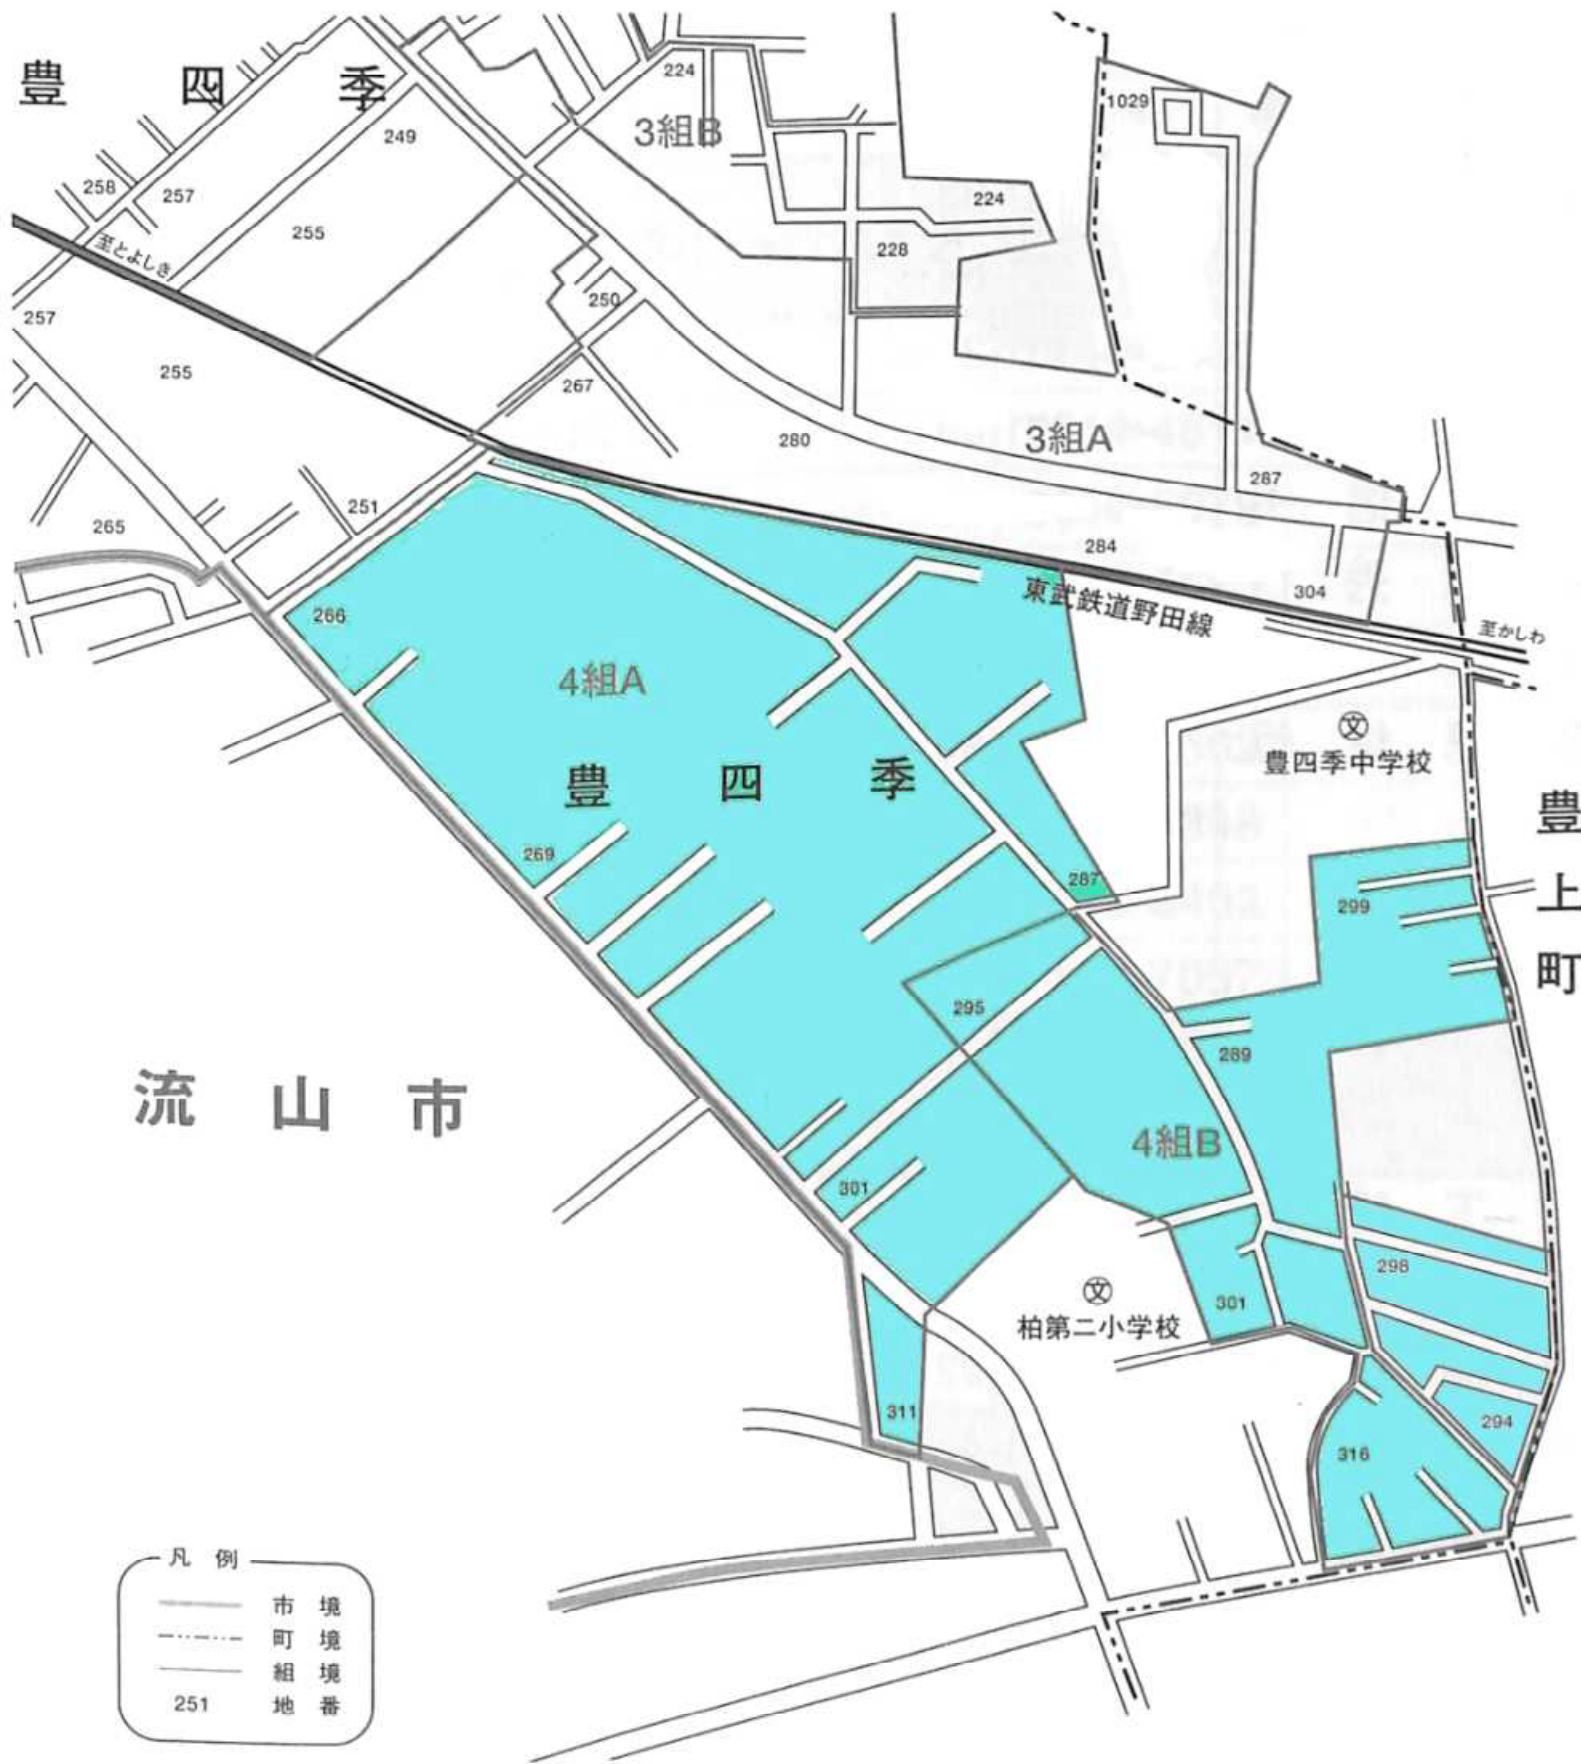 豊 四 季
224
3組B
249
1029
258
257
224
255
至とよしき
228
250
257
255
267
280
3組A
287
251
265
284
304
東武鉄道野田線
至かしわ
266
4組A
文
豊四季中学校
豊 四 季
豊上町
269
287
299
295
289
流 山 市
4組B
301
298
文
柏第二小学校
301
311
294
316
凡 例
市 境
町 境
組 境
251 地 番